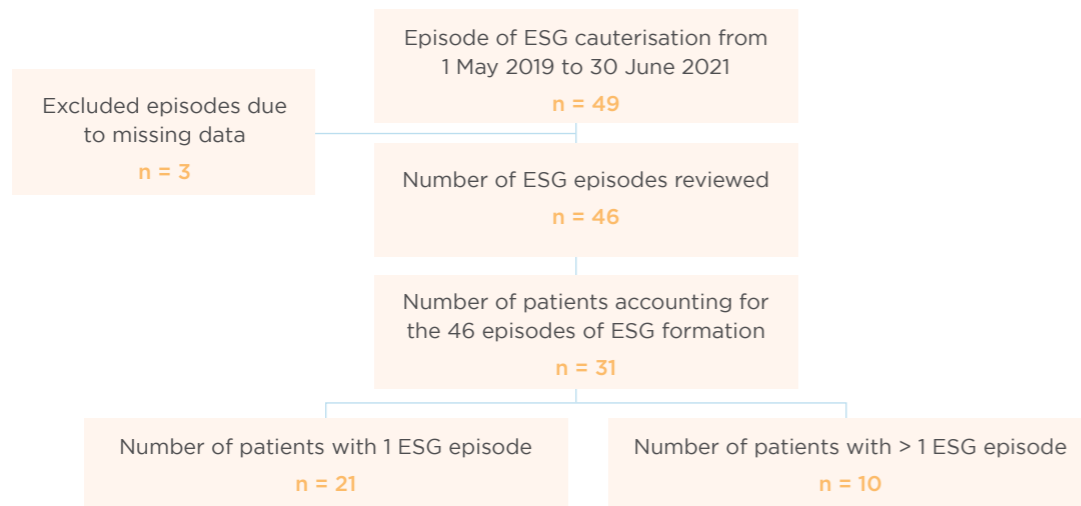 Episode of ESG cauterisation from
1 May 2019 to 30 June 2021
n = 49
Excluded episodes due
to missing data
n = 3
Number of ESG episodes reviewed
n = 46
Number of patients accounting for
the 46 episodes of ESG formation
n = 31
Number of patients with 1 ESG episode
n = 21
Number of patients with > 1 ESG episode
n = 10